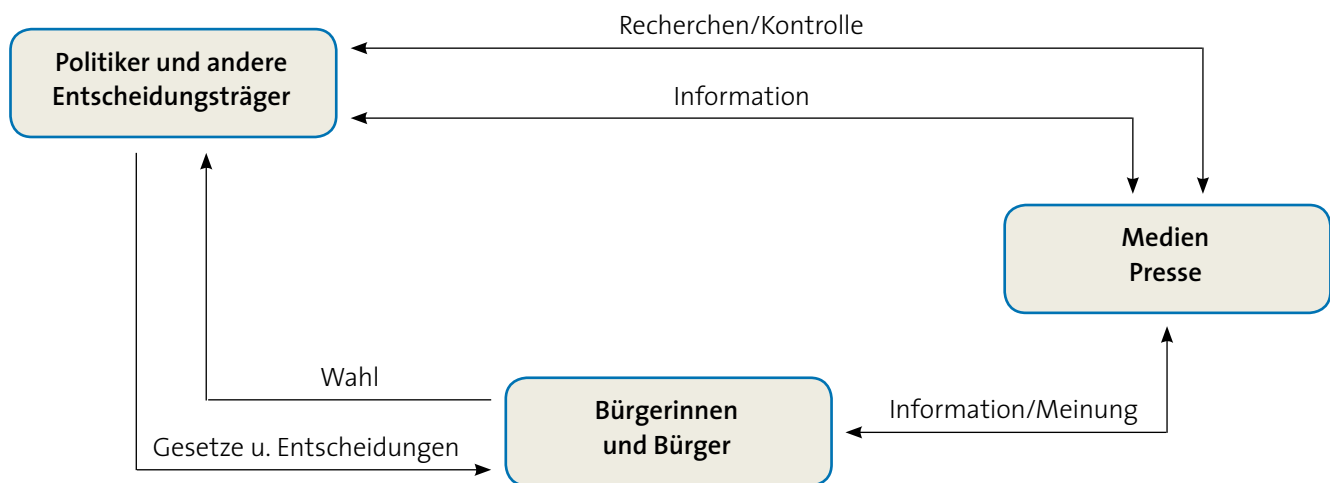 Recherchen/Kontrolle
Politiker und andere
Entscheidungsträger
Information
Medien
Presse
Wahl
Bürgerinnen
und Bürger
Information/Meinung
Gesetze u. Entscheidungen